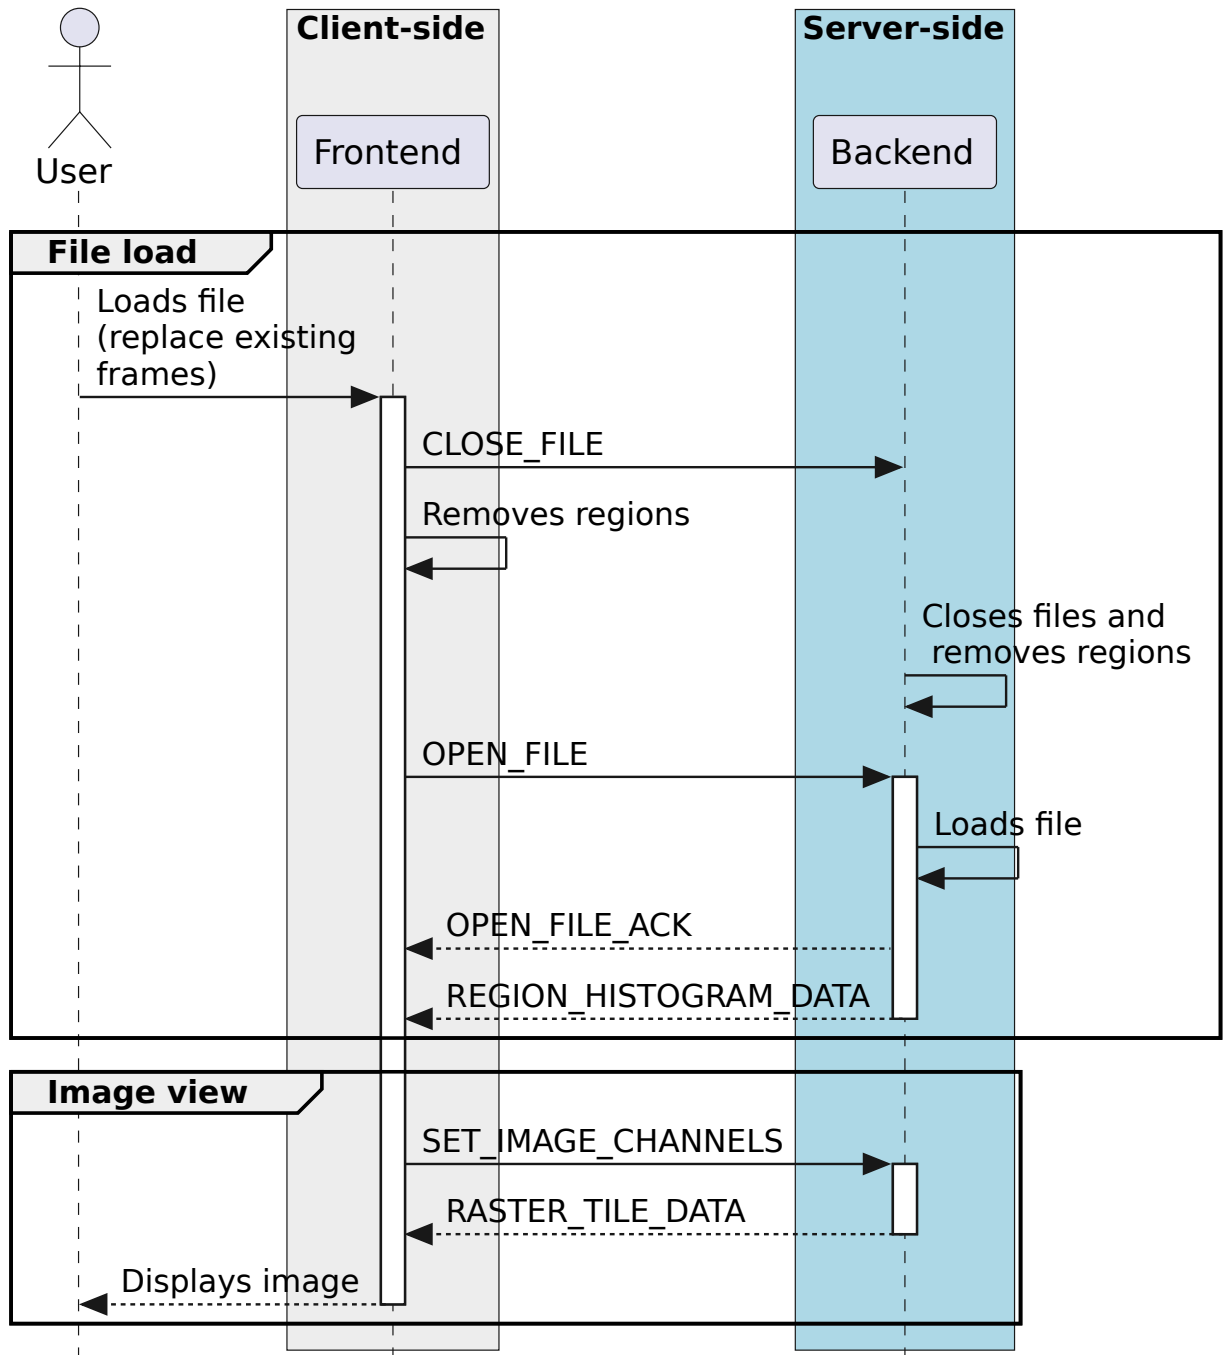 Client-side
Server-side
User
Frontend
Backend
File load
Loads file
(replace existing
frames)
CLOSE_FILE
Removes regions
Closes files and
removes regions
OPEN_FILE
Loads file
OPEN_FILE_ACK
REGION_HISTOGRAM_DATA
Image view
SET_IMAGE_CHANNELS
RASTER_TILE_DATA
Displays image